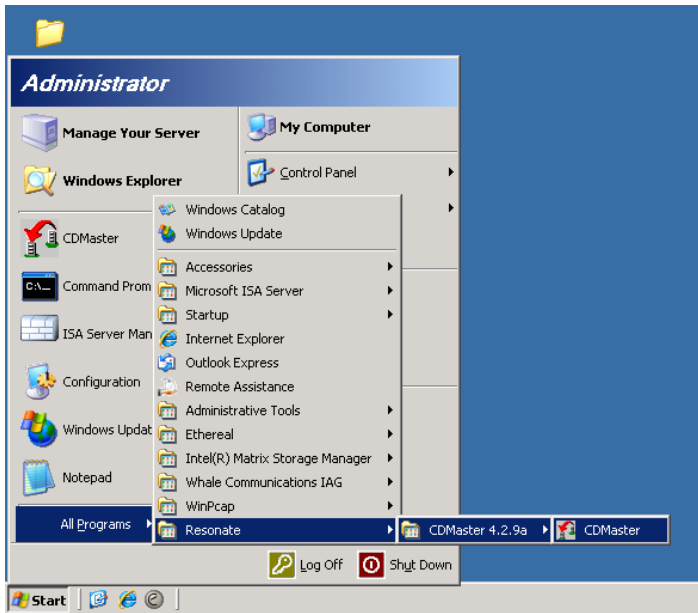 Administrator
Manage Your Server
Windows Explorer
CDMaster
C:\_
Command Prom
ISA Server Man
Configuration
Windows Updat
Notepad
All Programs
My Computer
Control Panel
Windows Catalog
Windows Update
Accessories
Microsoft ISA Server
Startup
Internet Explorer
Outlook Express
Remote Assistance
Administrative Tools
Ethereal
Intel(R) Matrix Storage Manager
Whale Communications IAG
WinPcap
Resonate
CDMaster 4.2.9a
CDMaster
Log Off
Shut Down
Start